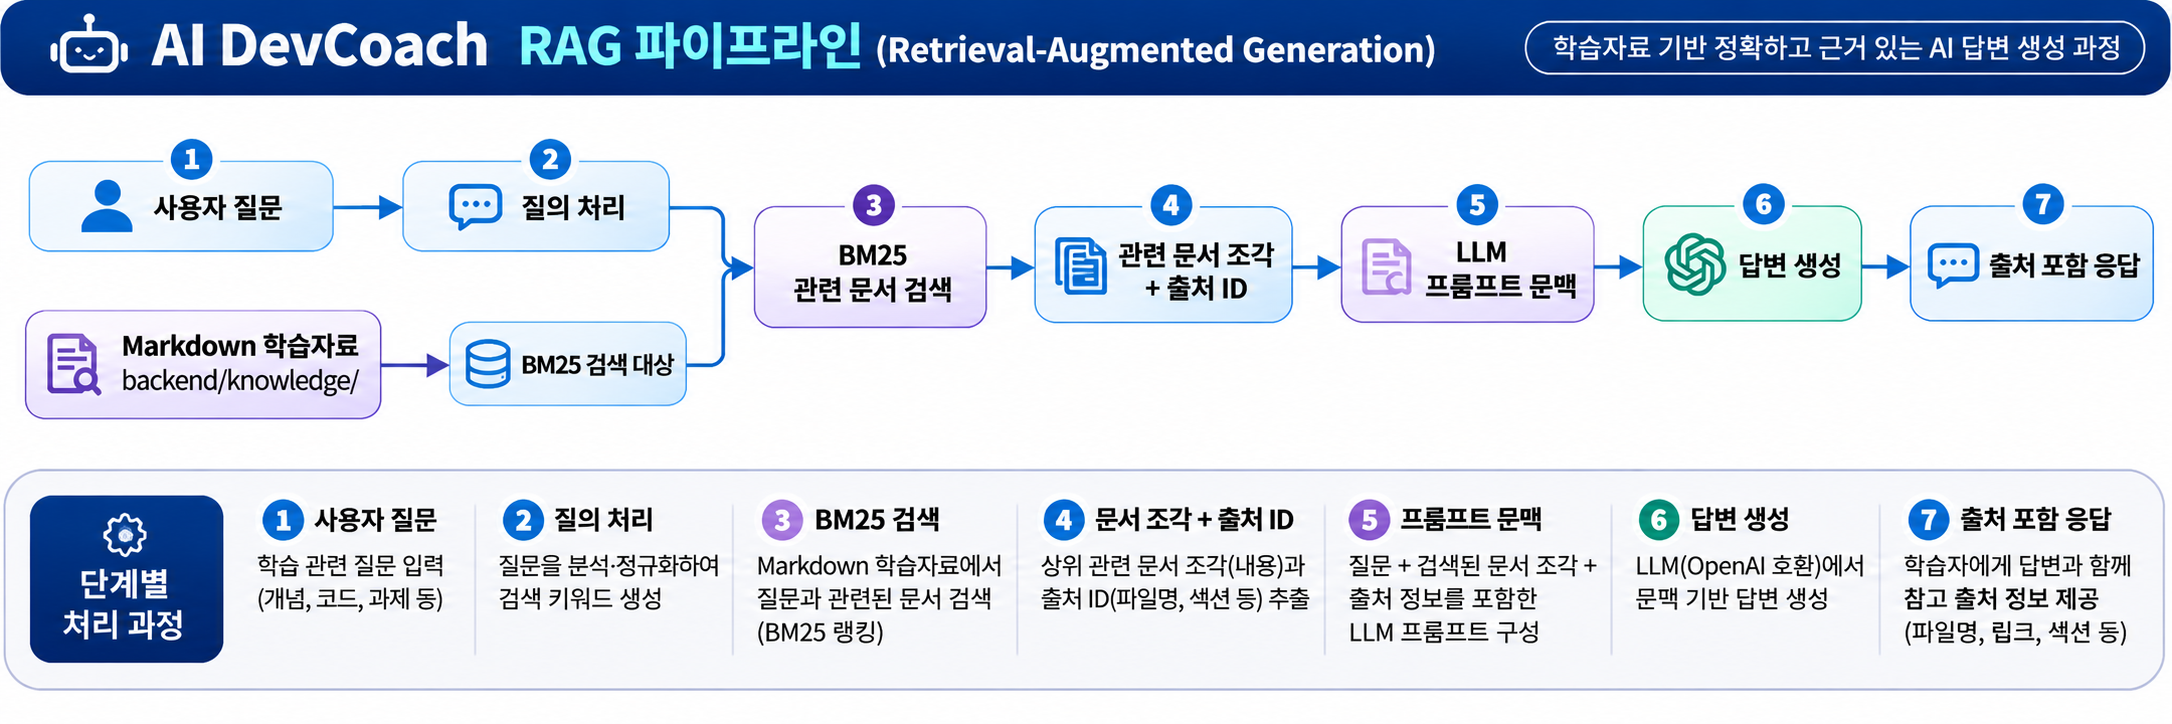 AI DevCoach RAG 파이프라인 (Retrieval-Augmented Generation)
학습자료 기반 정확하고 근거 있는 AI 답변 생성 과정
1
사용자 질문
2
질의 처리
Markdown 학습자료
backend/knowledge/
BM25 검색 대상
3
BM25
관련 문서 검색
4
관련 문서 조각
+ 출처 ID
5
LLM
프롬프트 문맥
6
답변 생성
7
출처 포함 응답
단계별
처리 과정
1 사용자 질문
학습 관련 질문 입력
(개념, 코드, 과제 등)
2 질의 처리
질문을 분석·정규화하여
검색 키워드 생성
3 BM25 검색
Markdown 학습자료에서
질문과 관련된 문서 검색
(BM25 랭킹)
4 문서 조각 + 출처 ID
상위 관련 문서 조각(내용)과
출처 ID(파일명, 섹션 등) 추출
5 프롬프트 문맥
질문 + 검색된 문서 조각 +
출처 정보를 포함한
LLM 프롬프트 구성
6 답변 생성
LLM(OpenAI 호환)에서
문맥 기반 답변 생성
7 출처 포함 응답
학습자에게 답변과 함께
참고 출처 정보 제공
(파일명, 링크, 섹션 등)